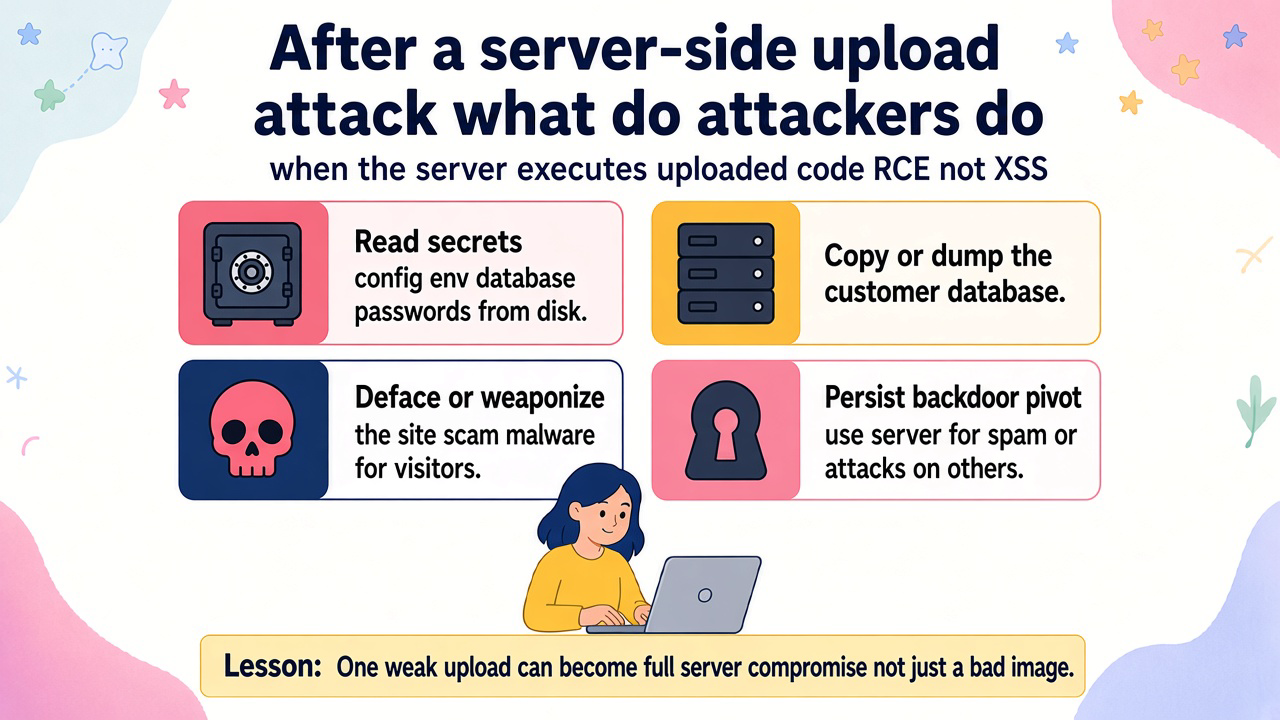 After a server-side upload
attack what do attackers do
when the server executes uploaded code RCE not XSS
Read secrets
config env database
passwords from disk.
Copy or dump the
customer database.
Deface or weaponize
the site scam malware
for visitors.
Persist backdoor pivot
use server for spam or
attacks on others.
Lesson: One weak upload can become full server compromise not just a bad image.